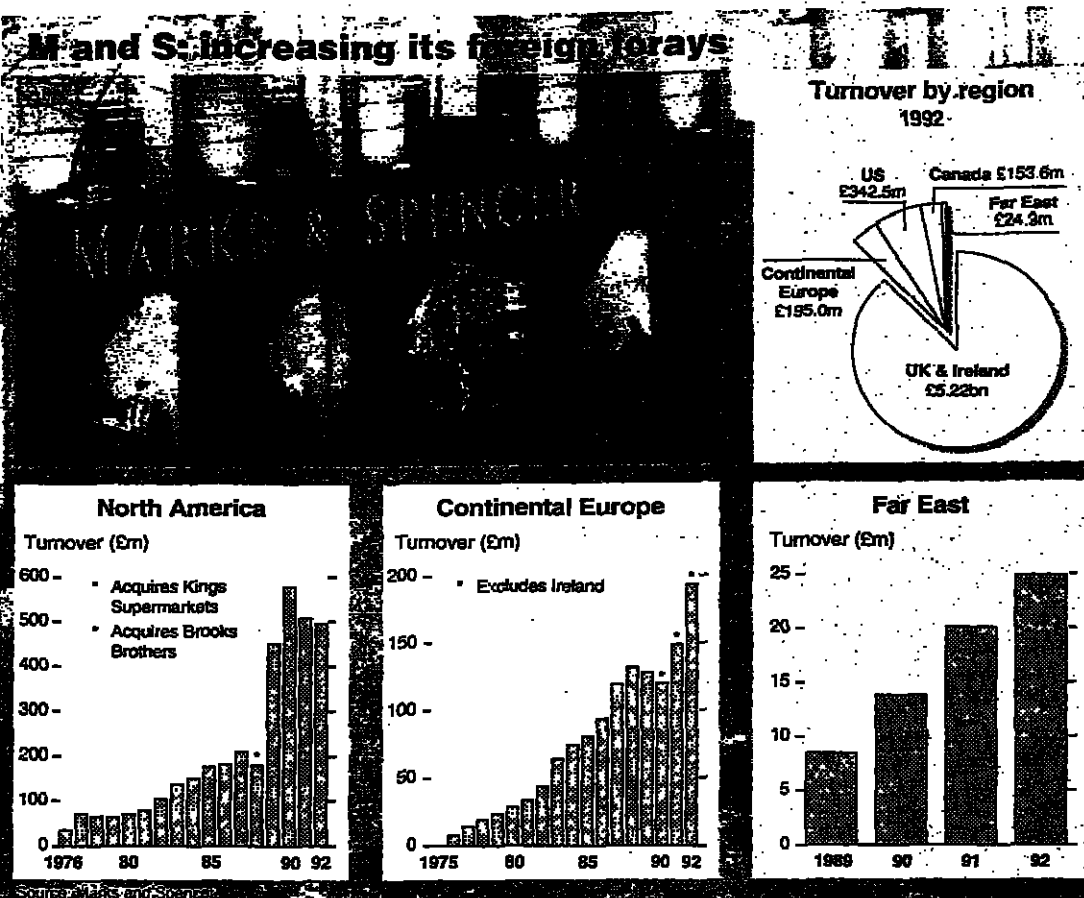 M and S: increasing its foreign forays
MARKS & SPENCER
Turnover by region
1992
US
£342.5m
Canada £153.6m
Far East
£24.3m
Continental
Europe
£195.0m
UK & Ireland
£5.22bn
North America
Turnover (£m)
600
500
400
300
200
100
0
* Acquires Kings
Supermarkets
* Acquires Brooks
Brothers
*
1976 80 85 90 92
Continental Europe
Turnover (£m)
200
150
100
50
0
* Excludes Ireland
*
*
*
1975 80 85 90 92
Far East
Turnover (£m)
25
20
15
10
5
0
1989 90 91 92
Source: Marks and Spencer